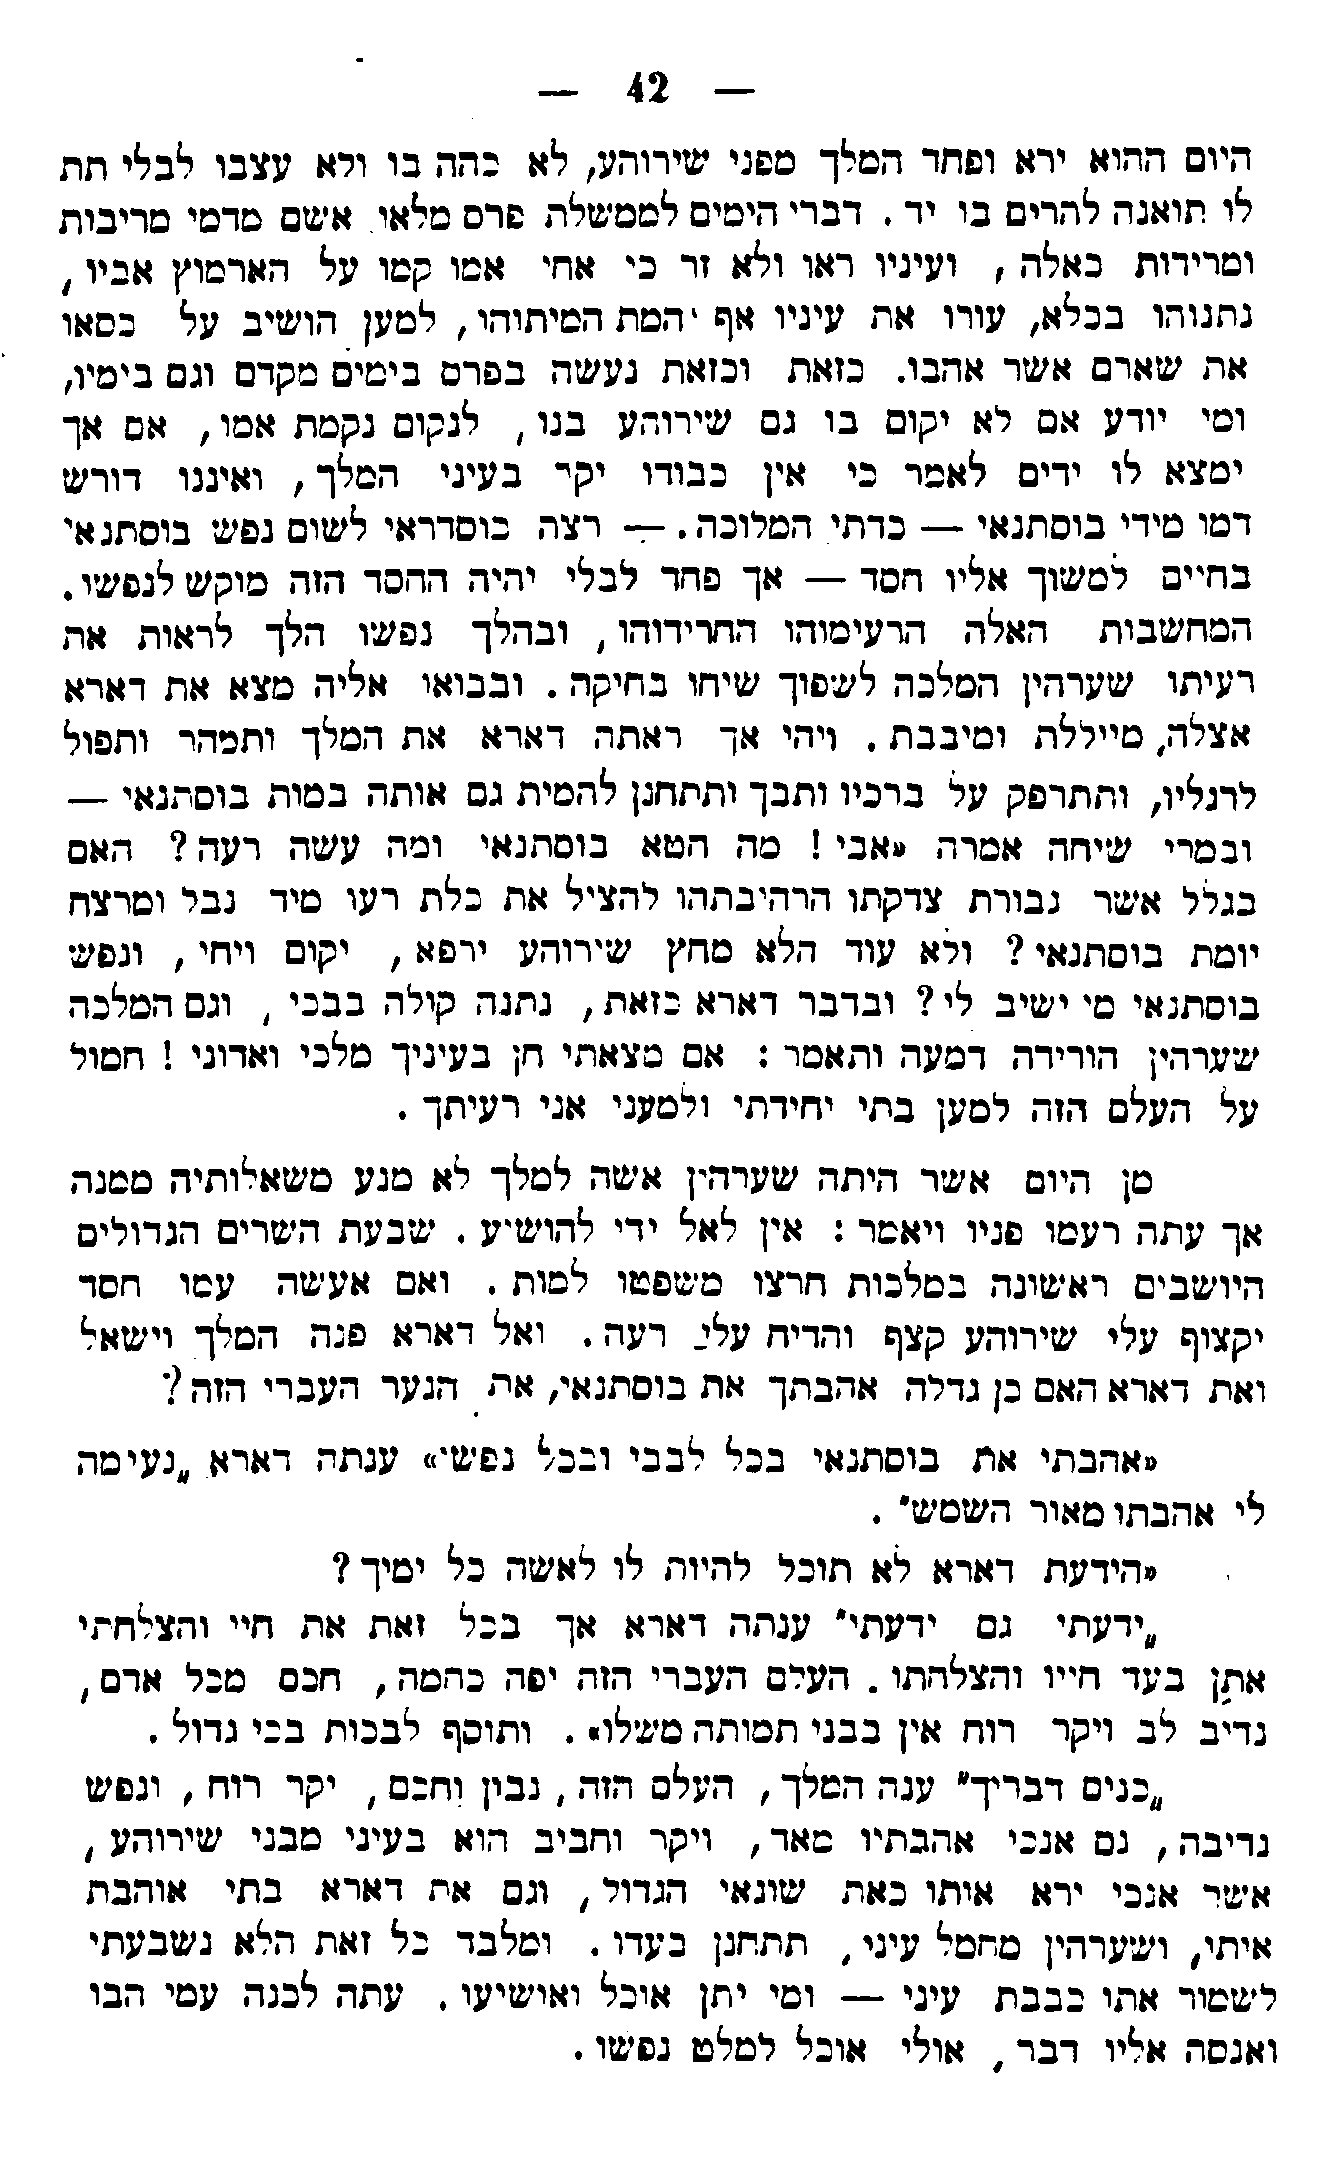 — 42 —
היום ההוא ירא ופחד המלך מפני שירוהע, לא כהה בו ולא עצבו לבלי תת
לו תואנה להרים בו יד. דברי הימים לממשלת פרס מלאו אשם מדמי מריבות
ומרידות כאלה, ועיניו ראו ולא זר כי אחי אמו קמו על הארמוץ אביו,
נתנוהו בכלא, עורו את עיניו אף המת המיתוהו, למען הושיב על כסאו
את שארם אשר אהבו. כזאת וכזאת נעשה בפרס בימים מקדם וגם בימיו,
ומי יודע אם לא יקום בו גם שירוהע בנו, לנקום נקמת אמו, אם אך
ימצא לו ידים לאמר כי אין כבודו יקר בעיני המלך, ואיננו דורש
דמו מידי בוסתנאי — כדתי המלוכה. — רצה כוסדראי לשום נפש בוסתנאי
בחיים למשוך אליו חסד — אך פחד לבלי יהיה החסד הזה מוקש לנפשו.
המחשבות האלה הרעימוהו החרידוהו, ובהלך נפשו הלך לראות את
רעיתו שערהין המלכה לשפוך שיחו בחיקה. ובבואו אליה מצא את דארא
אצלה, מייללת ומיבבת. ויהי אך ראתה דארא את המלך ותמהר ותפול
לרגליו, ותתרפק על ברכיו ותבך ותתחנן להמית גם אותה במות בוסתנאי —
ובמרי שיחה אמרה «אבי! מה חטא בוסתנאי ומה עשה רעה? האם
בגלל אשר גבורת צדקתו הרהיבתהו להציל את כלת רעו מיד נבל ומרצח
יומת בוסתנאי? ולא עוד הלא מחץ שירוהע ירפא, יקום ויחי, ונפש
בוסתנאי מי ישיב לי? ובדבר דארא כזאת, נתנה קולה בבכי, וגם המלכה
שערהין הורידה דמעה ותאמר: אם מצאתי חן בעיניך מלכי ואדוני! חמול
על העלם הזה למען בתי יחידתי ולמעני אני רעיתך.
מן היום אשר היתה שערהין אשה למלך לא מנע משאלותיה ממנה
אך עתה רעמו פניו ויאמר: אין לאל ידי להושיע. שבעת השרים הגדולים
היושבים ראשונה במלכות חרצו משפטו למות. ואם אעשה עמו חסד
יקצוף עלי שירוהע קצף והדיח עלי רעה. ואל דארא פנה המלך וישאל
ואת דארא האם כן גדלה אהבתך את בוסתנאי, את הנער העברי הזה?
«אהבתי את בוסתנאי בכל לבבי ובכל נפשי» ענתה דארא „נעימה
לי אהבתו מאור השמש".
«הידעת דארא לא תוכל להיות לו לאשה כל ימיך?
„ידעתי גם ידעתי" ענתה דארא אך בכל זאת את חיי והצלחתי
אתן בעד חייו והצלחתו. העלם העברי הזה יפה כחמה, חכם מכל אדם,
נדיב לב ויקר רוח אין בבני תמותה משלו». ותוסף לבכות בכי גדול.
„כנים דבריך" ענה המלך, העלם הזה, נבון וחכם, יקר רוח, ונפש
נדיבה, גם אנכי אהבתיו מאד, ויקר וחביב הוא בעיני מבני שירוהע,
אשר אנכי ירא אותו כאת שונאי הגדול, וגם את דארא בתי אוהבת
איתי, ושערהין מחמל עיני, תתחנן בעדו. ומלבד כל זאת הלא נשבעתי
לשמור אתו כבבת עיני — ומי יתן אוכל ואושיעו. עתה לכנה עמי הבו
ואנסה אליו דבר, אולי אוכל למלט נפשו.